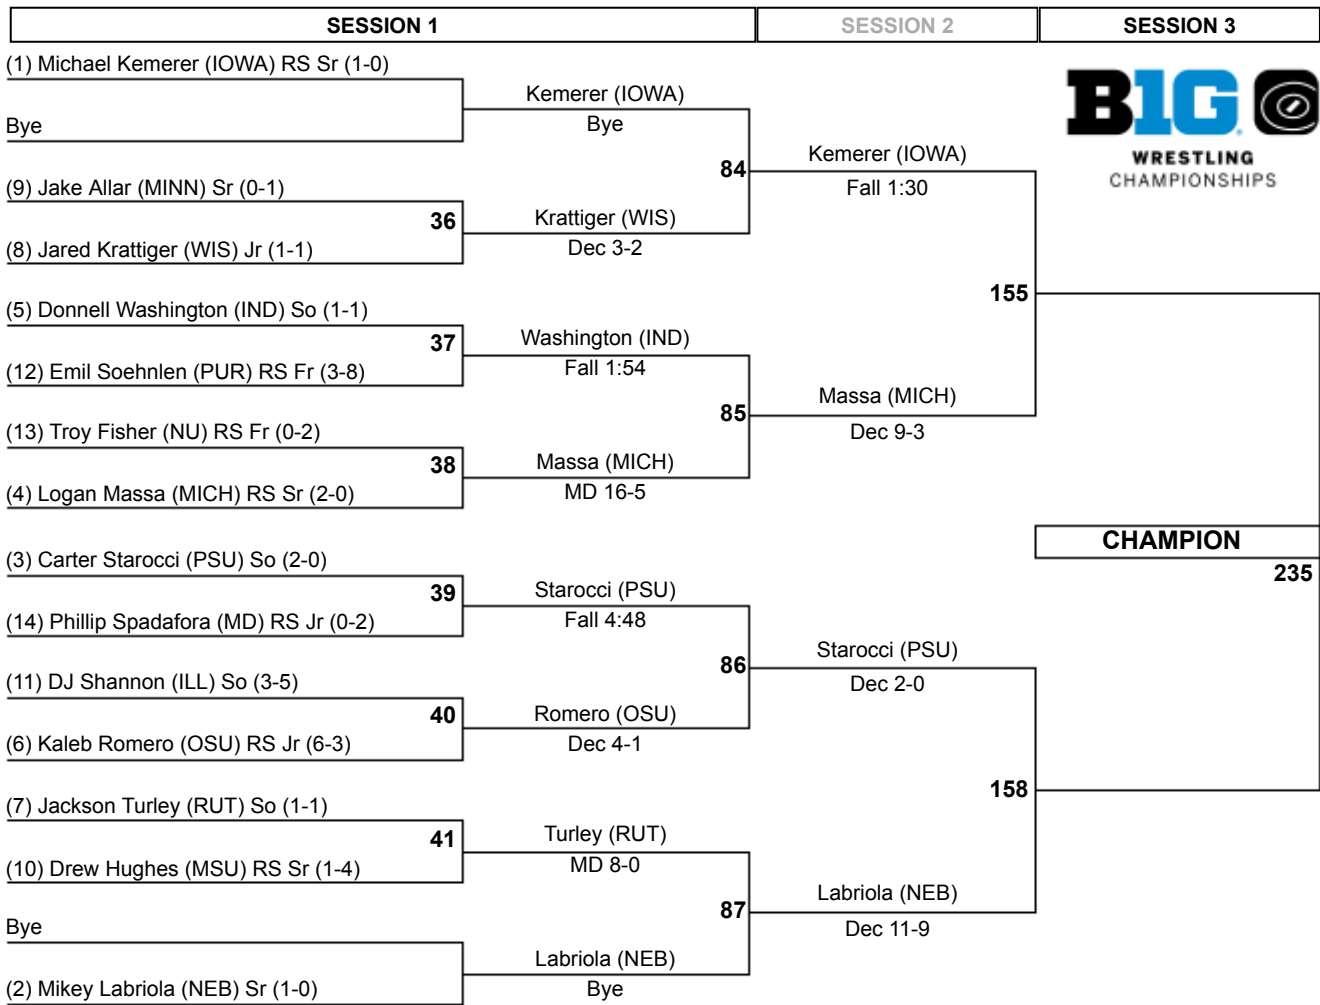 SESSION 1
SESSION 2
SESSION 3
B1G
WRESTLING
CHAMPIONSHIPS
(1) Michael Kemerer (IOWA) RS Sr (1-0)
Bye
Kemerer (IOWA)
Bye
84
Kemerer (IOWA)
Fall 1:30
(9) Jake Allar (MINN) Sr (0-1)
36
(8) Jared Krattiger (WIS) Jr (1-1)
Krattiger (WIS)
Dec 3-2
155
(5) Donnell Washington (IND) So (1-1)
37
(12) Emil Soehnlen (PUR) RS Fr (3-8)
Washington (IND)
Fall 1:54
85
Massa (MICH)
Dec 9-3
(13) Troy Fisher (NU) RS Fr (0-2)
38
(4) Logan Massa (MICH) RS Sr (2-0)
Massa (MICH)
MD 16-5
CHAMPION
235
(3) Carter Starocci (PSU) So (2-0)
39
(14) Phillip Spadafora (MD) RS Jr (0-2)
Starocci (PSU)
Fall 4:48
86
Starocci (PSU)
Dec 2-0
(11) DJ Shannon (ILL) So (3-5)
40
(6) Kaleb Romero (OSU) RS Jr (6-3)
Romero (OSU)
Dec 4-1
158
(7) Jackson Turley (RUT) So (1-1)
41
(10) Drew Hughes (MSU) RS Sr (1-4)
Turley (RUT)
MD 8-0
87
Labriola (NEB)
Dec 11-9
Bye
(2) Mikey Labriola (NEB) Sr (1-0)
Labriola (NEB)
Bye